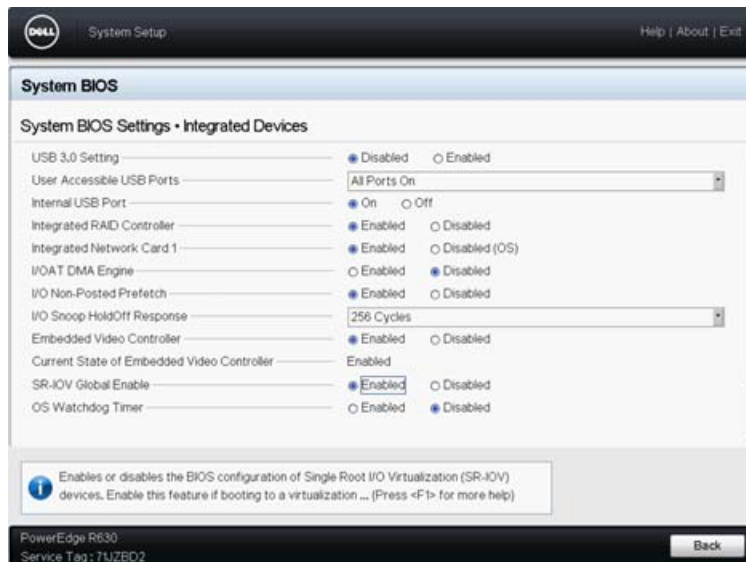 DELL
System Setup
Help | About | Exit
System BIOS
System BIOS Settings • Integrated Devices
USB 3.0 Setting Disabled Enabled
User Accessible USB Ports All Ports On
Internal USB Port On Off
Integrated RAID Controller Enabled Disabled
Integrated Network Card 1 Enabled Disabled (OS)
I/OAT DMA Engine Enabled Disabled
I/O Non-Posted Prefetch Enabled Disabled
I/O Snoop HoldOff Response 256 Cycles
Embedded Video Controller Enabled Disabled
Current State of Embedded Video Controller Enabled
SR-IOV Global Enable Enabled Disabled
OS Watchdog Timer Enabled Disabled
Enables or disables the BIOS configuration of Single Root I/O Virtualization (SR-IOV)
devices. Enable this feature if booting to a virtualization ... (Press <F1> for more help)
PowerEdge R630
Service Tag : 71JZBD2
Back